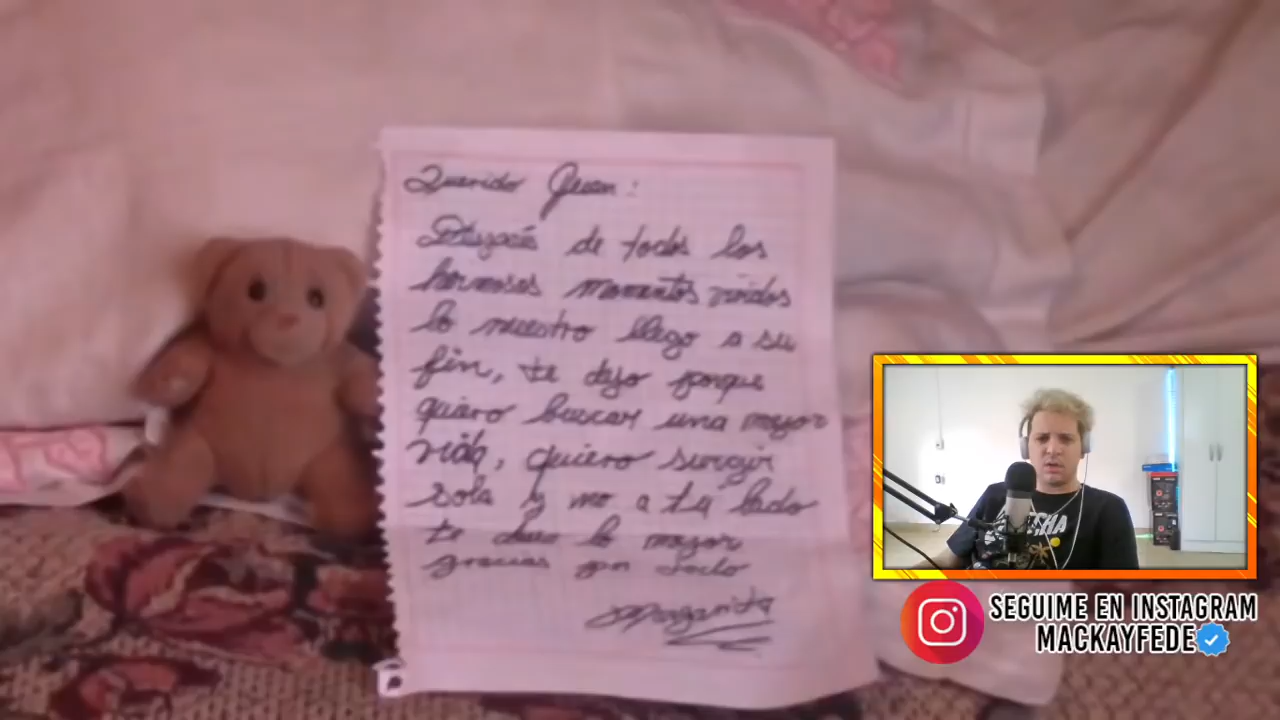 Querido Juan:
Después de todos los
hermosos momentos vividos
lo nuestro llego a su
fin, te dejo porque
quiero buscar una mejor
vida, quiero surgir
sola y no a tu lado
te deseo lo mejor
gracias por todo
Margarita
SEGUIME EN INSTAGRAM
MACKAYFEDE